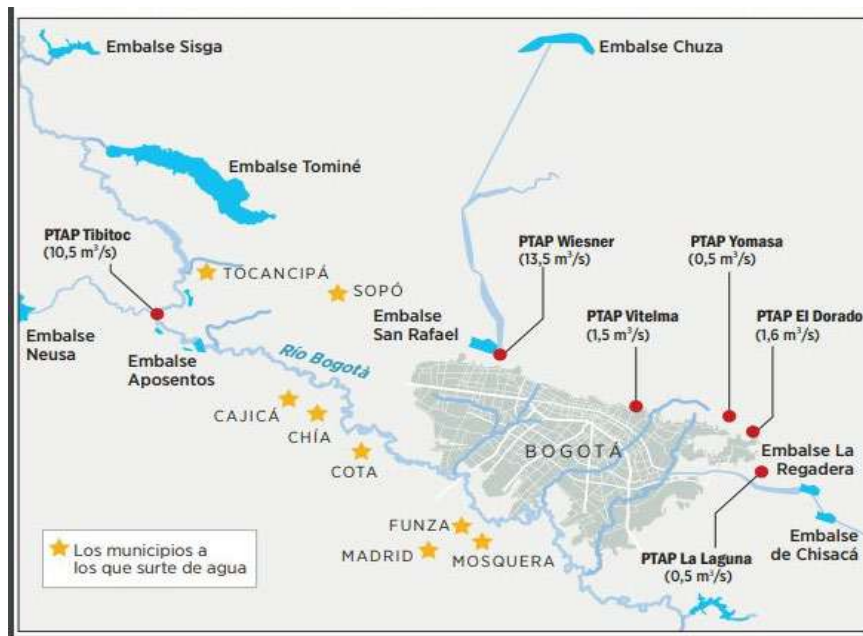 Embalse Sisga
Embalse Chuza
Embalse Tominé
PTAP Tibitoc
(10,5 m³/s)
PTAP Wiesner
(13,5 m³/s)
PTAP Yomasa
(0,5 m³/s)
TOCANCIPÁ
SOPÓ
Embalse
San Rafael
PTAP Vitelma
(1,5 m³/s)
PTAP El Dorado
(1,6 m³/s)
Embalse
Neusa
Embalse
Aposentos
Río Bogotá
CAJICÁ
CHÍA
COTA
BOGOTÁ
Embalse La
Regadera
FUNZA
MADRID
MOSQUERA
Embalse
de Chisacá
PTAP La Laguna
(0,5 m³/s)
Los municipios a
los que surte de agua